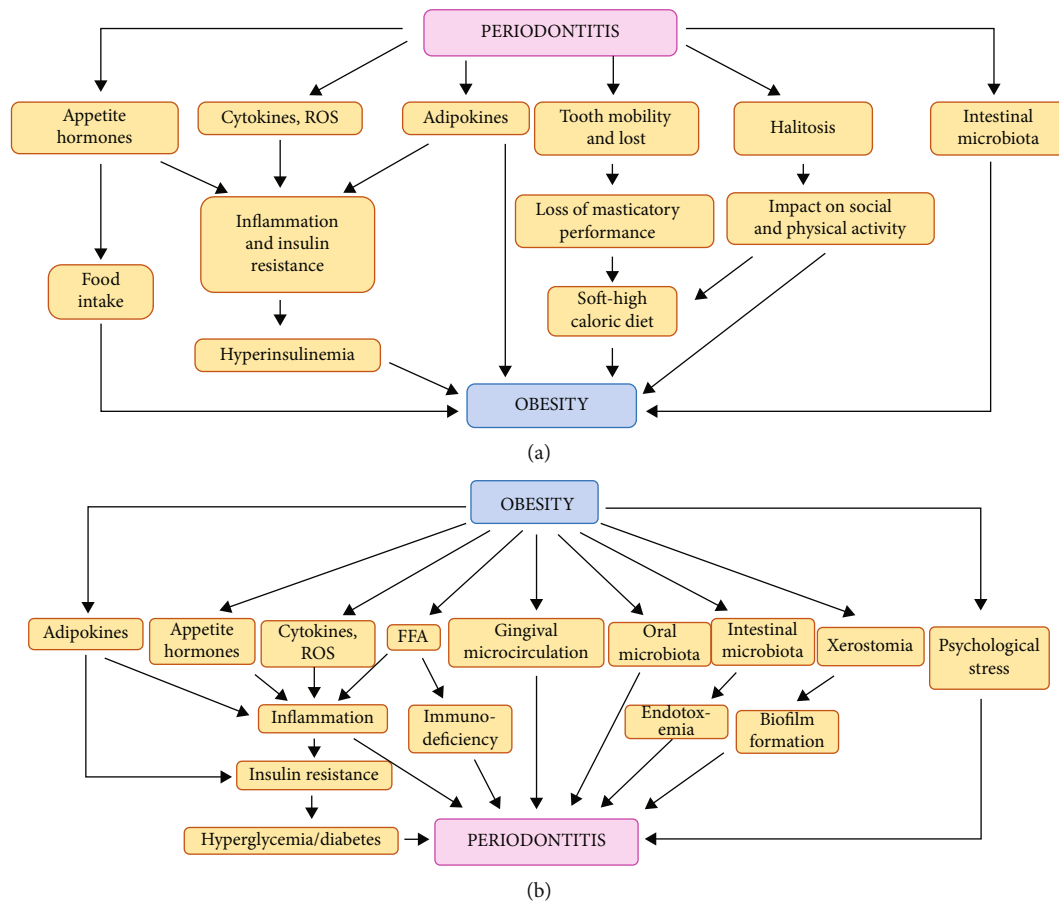 PERIODONTITIS
Appetite
hormones
Cytokines, ROS
Adipokines
Tooth mobility
and lost
Halitosis
Intestinal
microbiota
Inflammation
and insulin
resistance
Loss of masticatory
performance
Impact on social
and physical activity
Food
intake
Soft-high
caloric diet
Hyperinsulinemia
OBESITY
(a)
OBESITY
Adipokines
Appetite
hormones
Cytokines,
ROS
FFA
Gingival
microcirculation
Oral
microbiota
Intestinal
microbiota
Xerostomia
Psychological
stress
Inflammation
Immuno-
deficiency
Endotox-
emia
Biofilm
formation
Insulin resistance
Hyperglycemia/diabetes
PERIODONTITIS
(b)